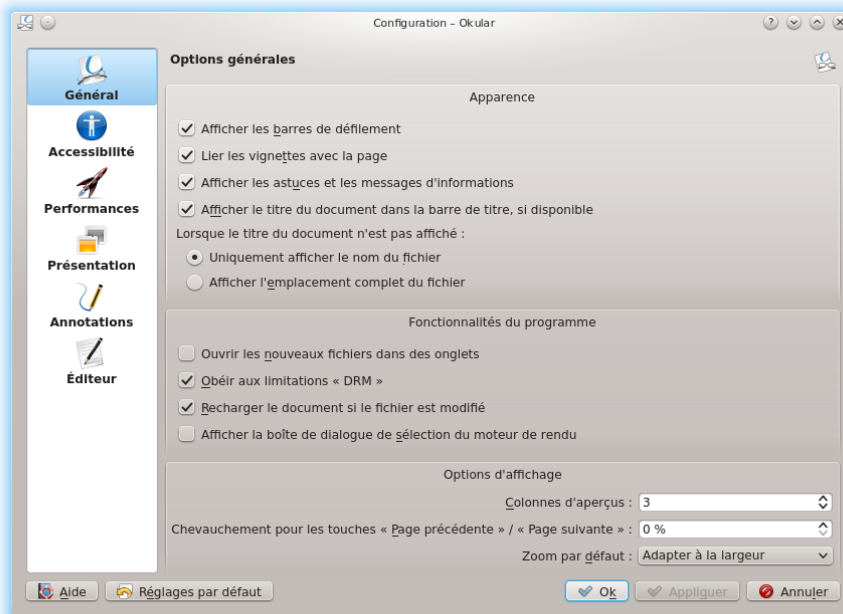 Configuration – Okular
Général
Accessibilité
Performances
Présentation
Annotations
Éditeur
Options générales
Apparence
Afficher les barres de défilement
Lier les vignettes avec la page
Afficher les astuces et les messages d'informations
Afficher le titre du document dans la barre de titre, si disponible
Lorsque le titre du document n'est pas affiché :
Uniquement afficher le nom du fichier
Afficher l'emplacement complet du fichier
Fonctionnalités du programme
Ouvrir les nouveaux fichiers dans des onglets
Obéir aux limitations « DRM »
Recharger le document si le fichier est modifié
Afficher la boîte de dialogue de sélection du moteur de rendu
Options d'affichage
Colonnes d'aperçus : 3
Chevauchement pour les touches « Page précédente » / « Page suivante » : 0 %
Zoom par défaut : Adapter à la largeur
Aide Réglages par défaut Ok Appliquer Annuler